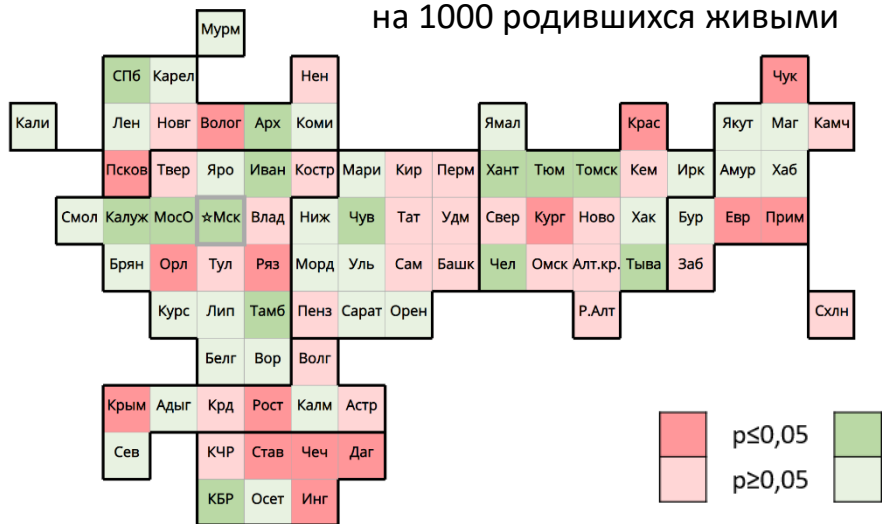 на 1000 родившихся живыми
Мурм
СПб Карел Нен Чук
Кали Лен Новг Волог Арх Коми Ямал Крас Якут Маг Камч
Псков Твер Яро Иван Костр Мари Кир Перм Хант Тюм Томск Кем Ирк Амур Хаб
Смол Калуж МосО ☆Мск Влад Ниж Чув Тат Удм Свер Кург Ново Хак Бур Евр Прим
Брян Орл Тул Ряз Морд Уль Сам Башк Чел Омск Алт.кр. Тыва Заб
Курс Лип Тамб Пенз Сарат Орен Р.Алт Схлн
Белг Вор Волг
Крым Адыг Крд Рост Калм Астр
Сев КЧР Став Чеч Даг
КБР Осет Инг
p≤0,05
p≥0,05